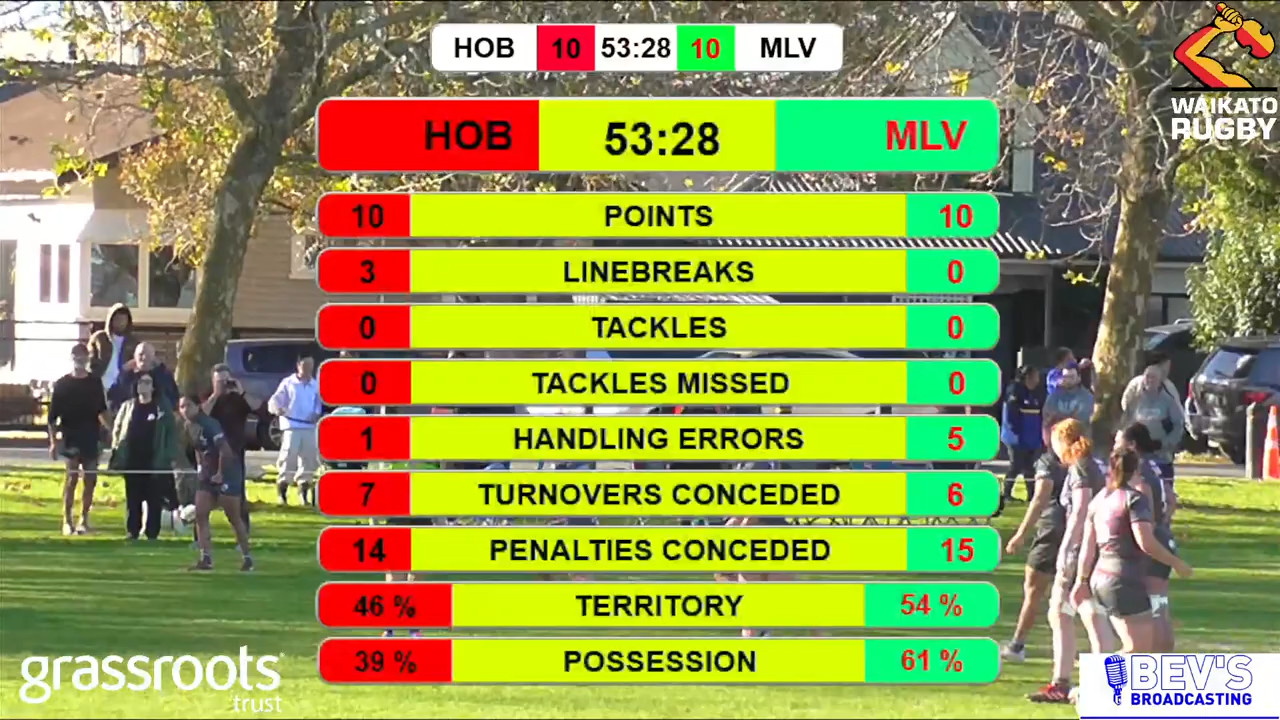 HOB 10 53:28 10 MLV
WAIKATO
RUGBY
HOB 53:28 MLV
10 POINTS 10
3 LINEBREAKS 0
0 TACKLES 0
0 TACKLES MISSED 0
1 HANDLING ERRORS 5
7 TURNOVERS CONCEDED 6
14 PENALTIES CONCEDED 15
46 % TERRITORY 54 %
39 % POSSESSION 61 %
grassroots
trust
BEV'S
BROADCASTING